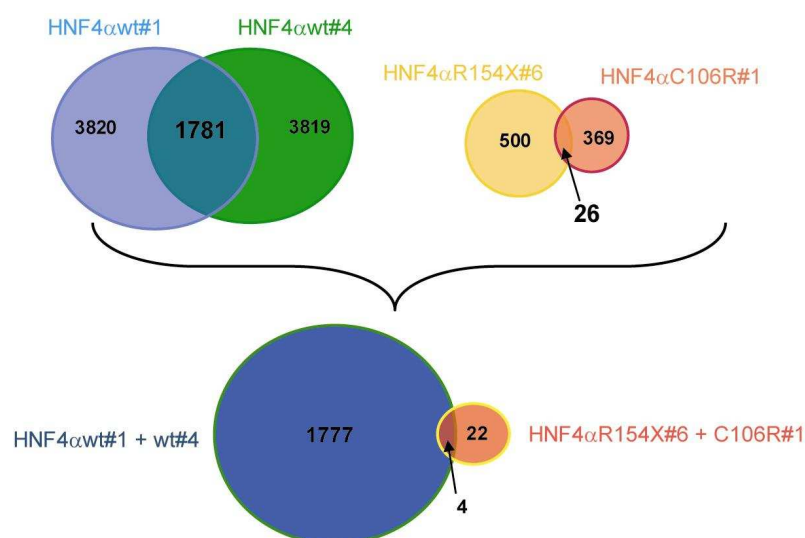 HNF4αwt#1
HNF4αwt#4
HNF4αR154X#6
HNF4αC106R#1
3820
1781
3819
500
369
26
HNF4αwt#1 + wt#4
1777
22
HNF4αR154X#6 + C106R#1
4